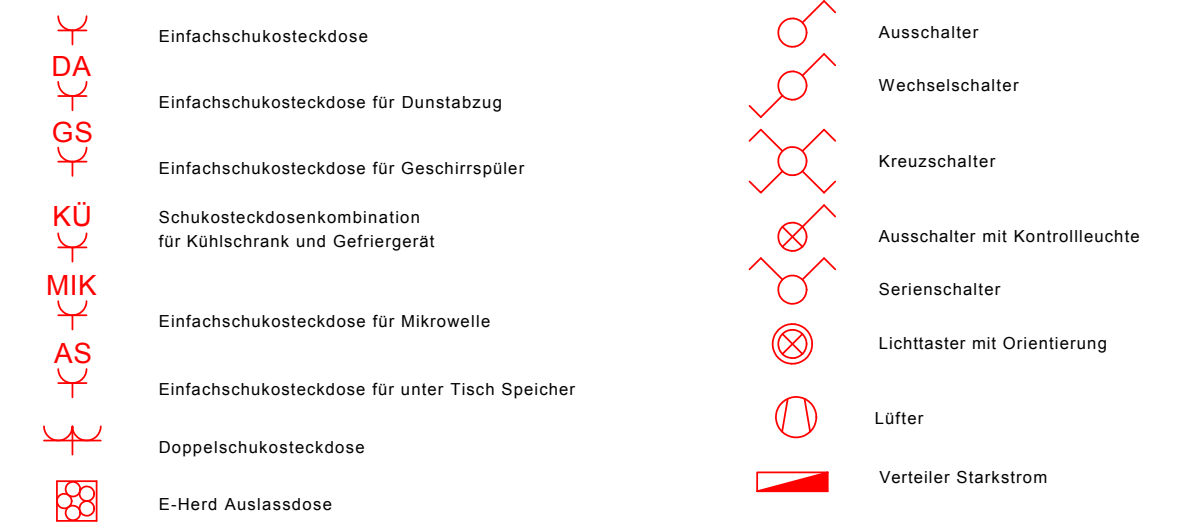 Einfachschukosteckdose
DA
Einfachschukosteckdose für Dunstabzug
GS
Einfachschukosteckdose für Geschirrspüler
KÜ
Schukosteckdosenkombination
für Kühlschrank und Gefriergerät
MIK
Einfachschukosteckdose für Mikrowelle
AS
Einfachschukosteckdose für unter Tisch Speicher
Doppelschukosteckdose
E-Herd Auslassdose
Ausschalter
Wechselschalter
Kreuzschalter
Ausschalter mit Kontrollleuchte
Serienschalter
Lichttaster mit Orientierung
Lüfter
Verteiler Starkstrom